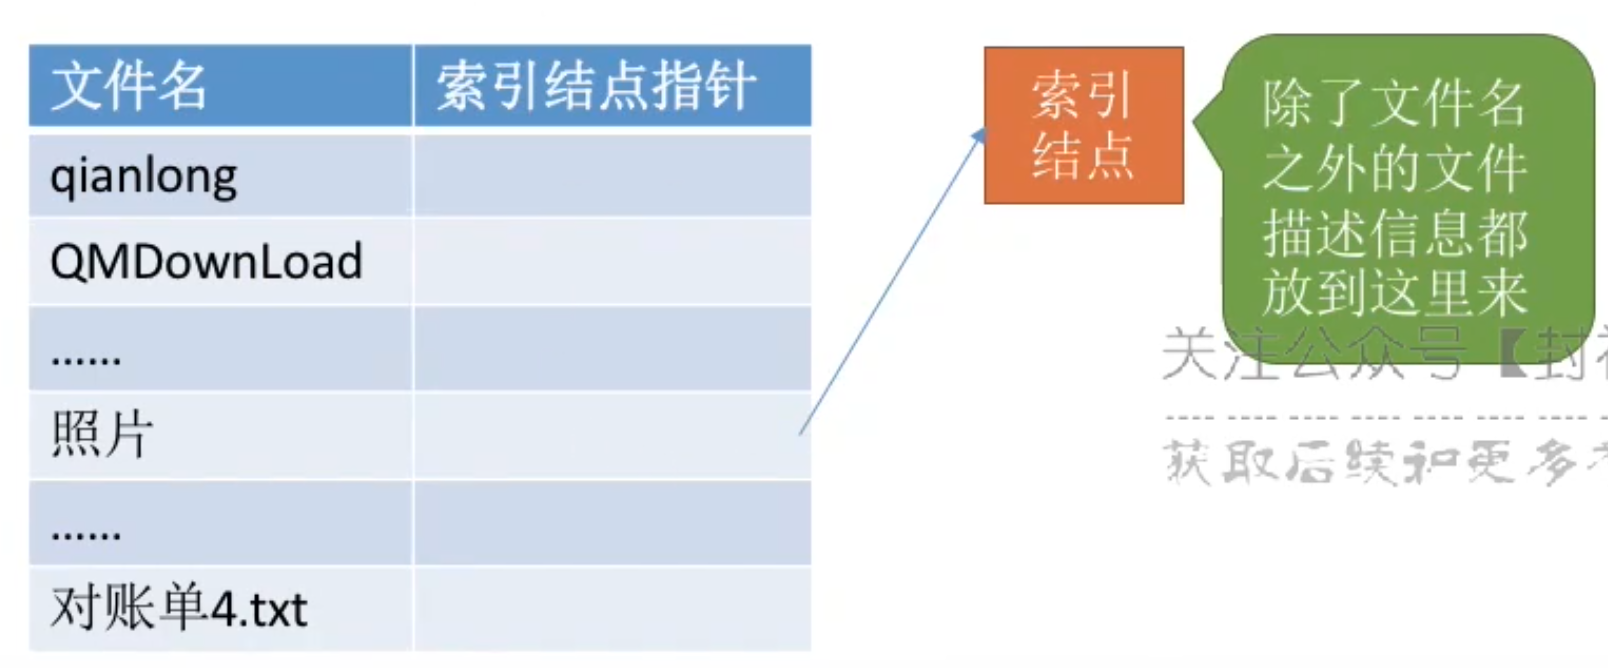 文件名 索引结点指针
qianlong
QMDownLoad
......
照片
......
对账单4.txt
索引
结点
除了文件名
之外的文件
描述信息都
放到这里来
关注公众号【封
获取后续和更多